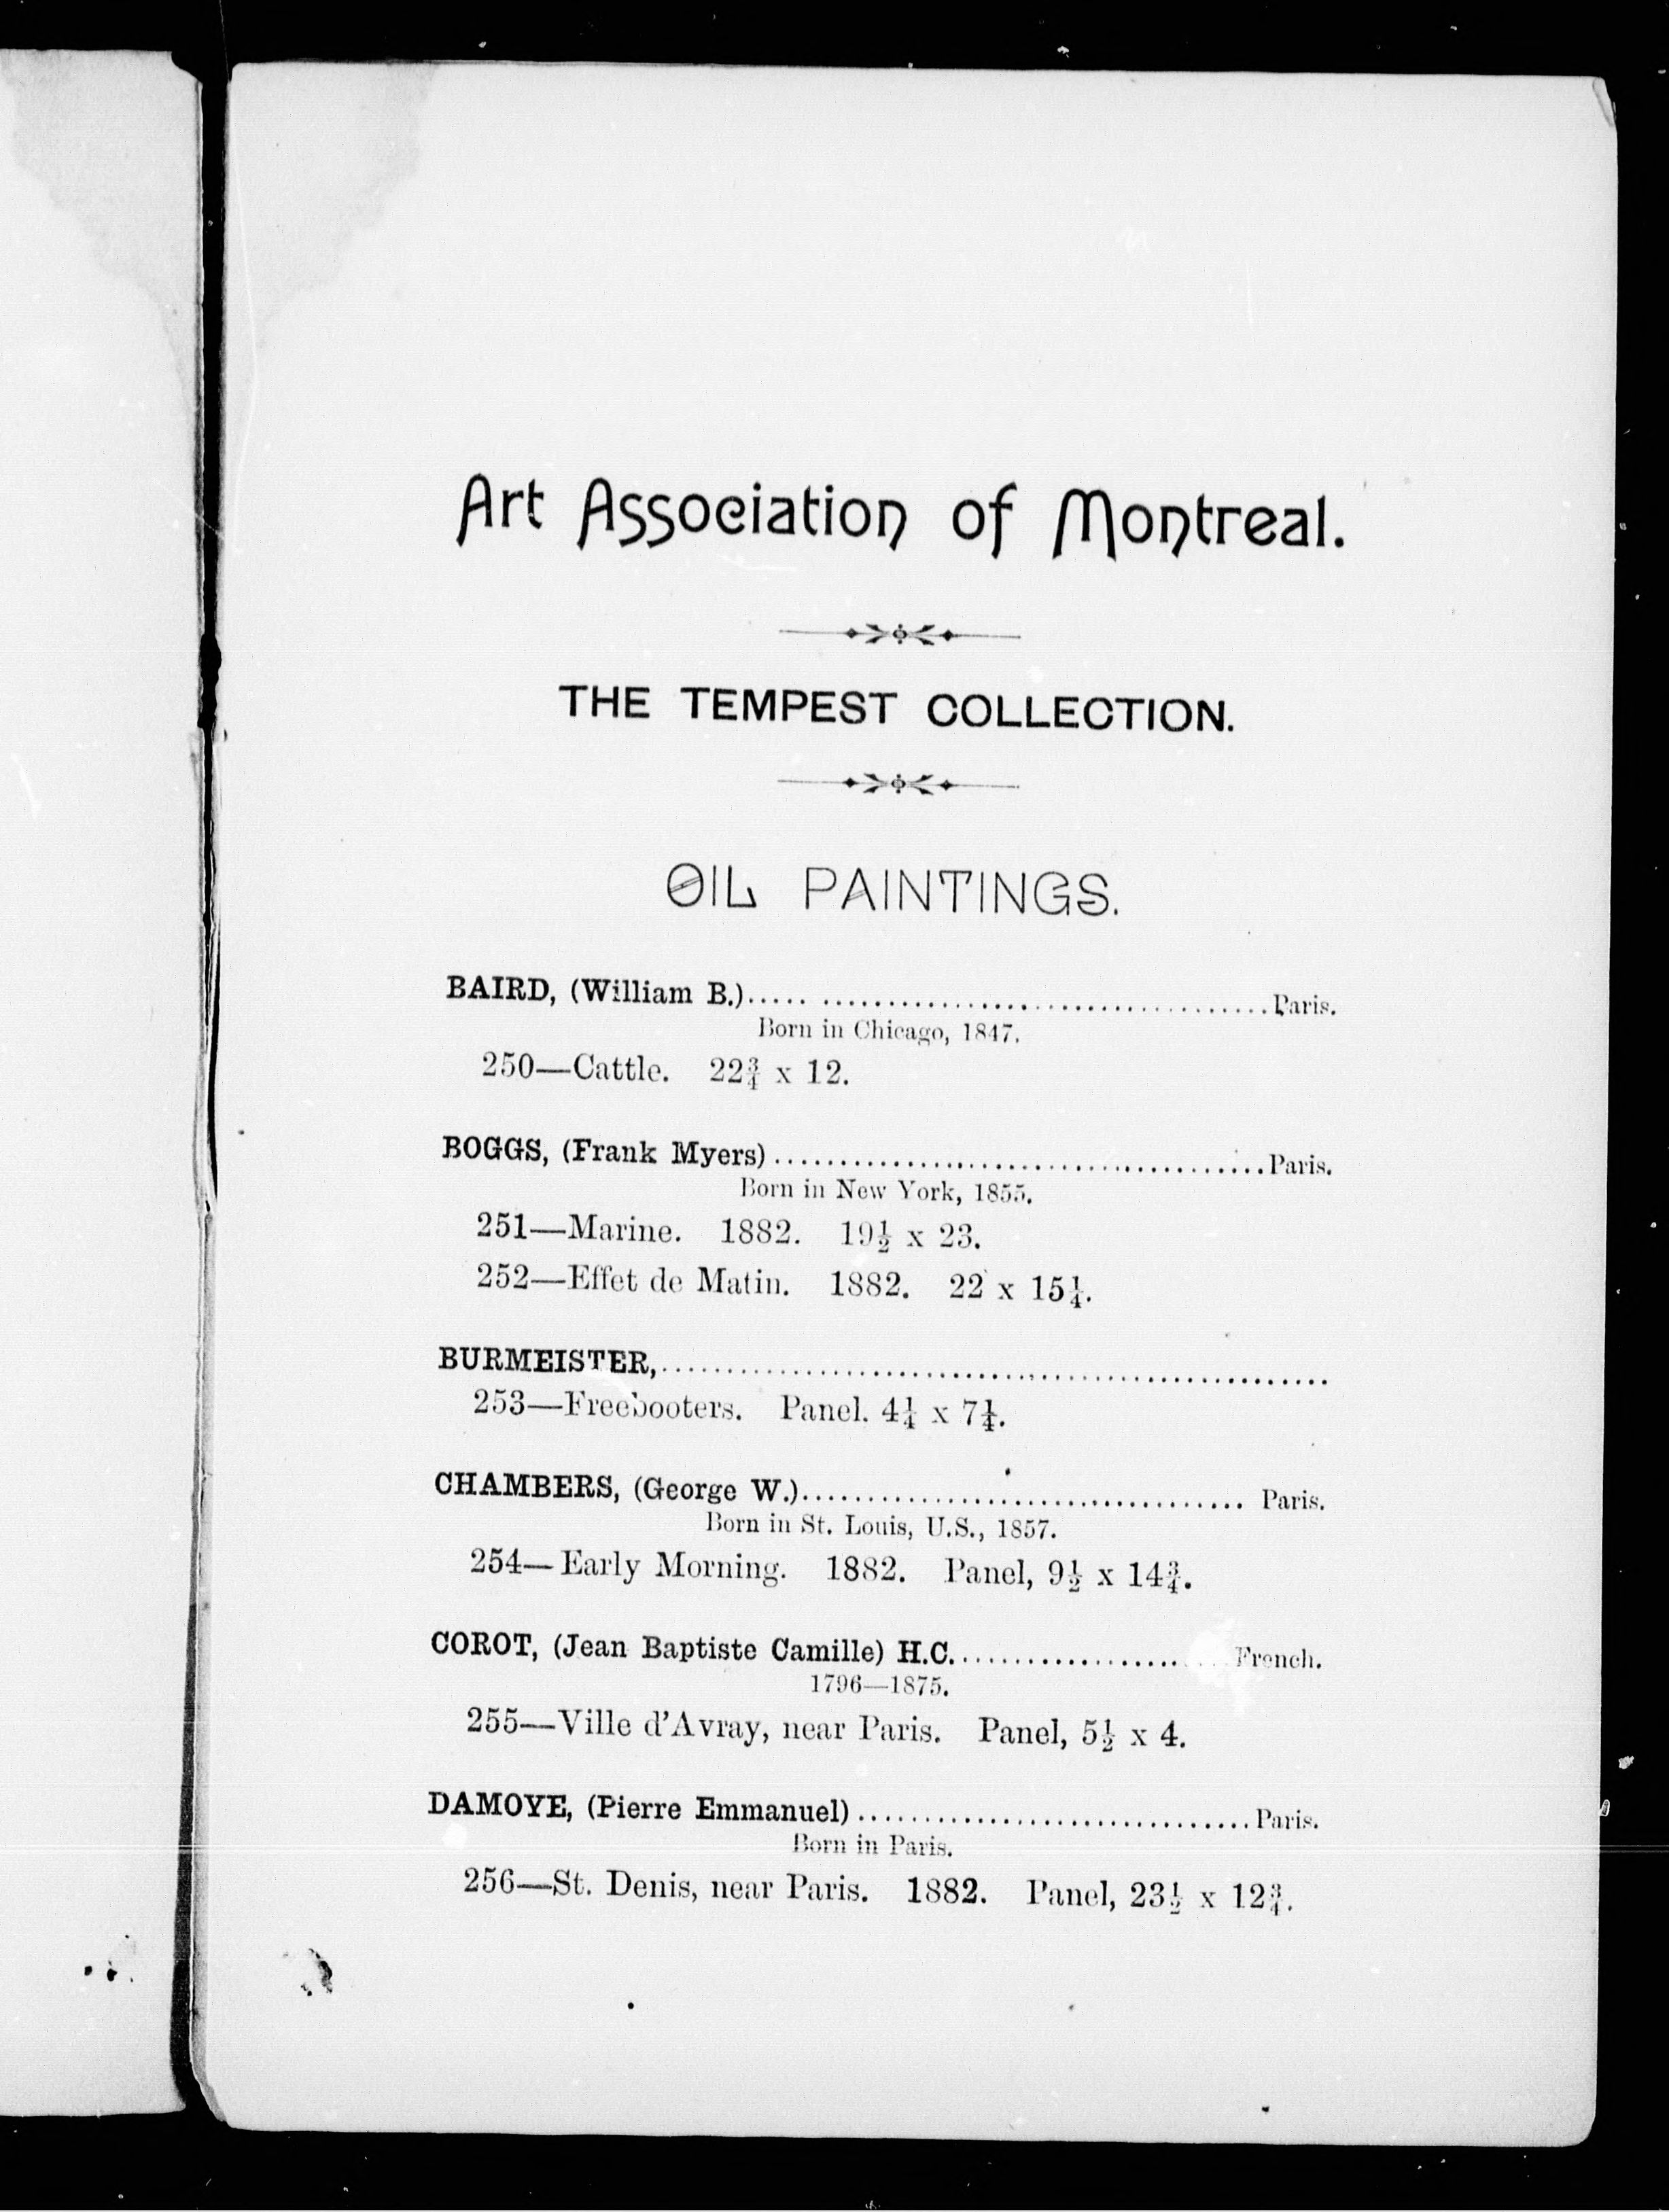 Art Association of Montreal.
THE TEMPEST COLLECTION.
OIL PAINTINGS.
BAIRD, (William B.)..... ..................................Paris.
Born in Chicago, 1847.
250—Cattle. 22¾ x 12.
BOGGS, (Frank Myers)......................................Paris.
Born in New York, 1855.
251—Marine. 1882. 19½ x 23.
252—Effet de Matin. 1882. 22 x 15¼.
BURMEISTER,...................................................
253—Freebooters. Panel. 4¼ x 7¼.
CHAMBERS, (George W.).................................. Paris.
Born in St. Louis, U.S., 1857.
254—Early Morning. 1882. Panel, 9½ x 14¾.
COROT, (Jean Baptiste Camille) H.C......................French.
1796—1875.
255—Ville d'Avray, near Paris. Panel, 5½ x 4.
DAMOYE, (Pierre Emmanuel)..............................Paris.
Born in Paris.
256—St. Denis, near Paris. 1882. Panel, 23½ x 12¾.